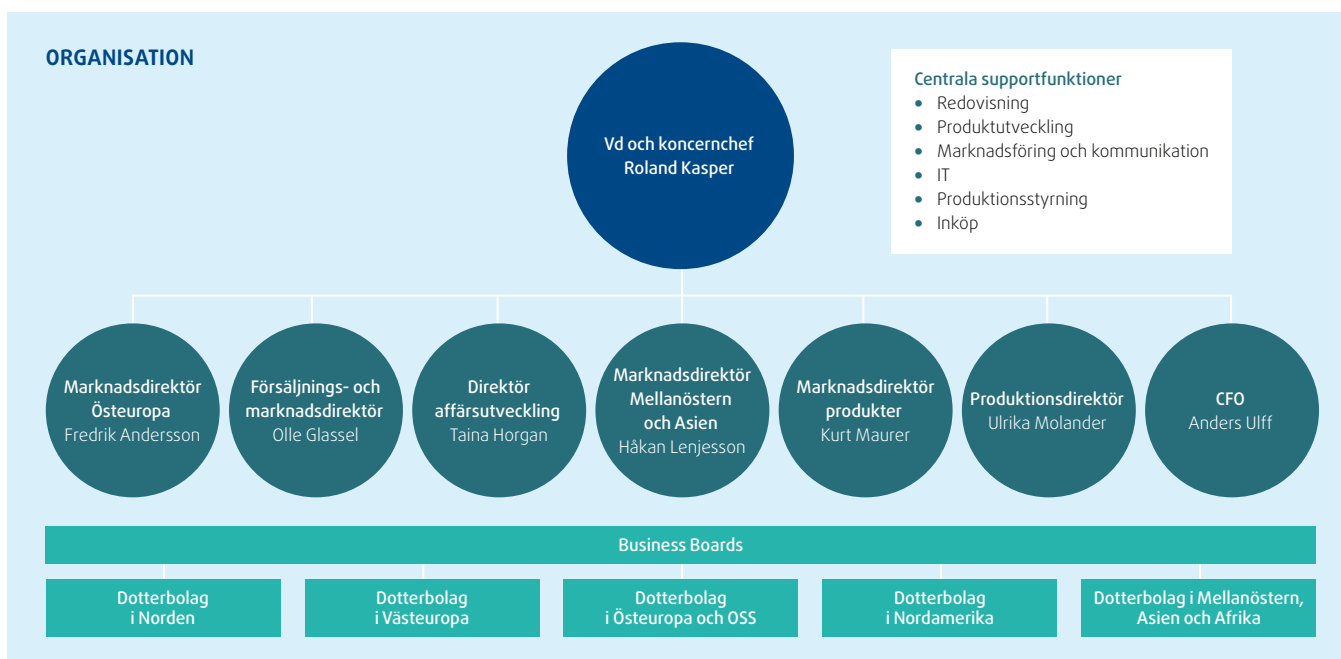 ORGANISATION
Vd och koncernchef
Roland Kasper
Centrala supportfunktioner
• Redovisning
• Produktutveckling
• Marknadsföring och kommunikation
• IT
• Produktionsstyrning
• Inköp
Marknadsdirektör
Östeuropa
Fredrik Andersson
Försäljnings- och
marknadsdirektör
Olle Glassel
Direktör
affärsutveckling
Taina Horgan
Marknadsdirektör
Mellanöstern
och Asien
Håkan Lenjesson
Marknadsdirektör
produkter
Kurt Maurer
Produktionsdirektör
Ulrika Molander
CFO
Anders Ulff
Business Boards
Dotterbolag
i Norden
Dotterbolag
i Västeuropa
Dotterbolag
i Östeuropa och OSS
Dotterbolag
i Nordamerika
Dotterbolag i Mellanöstern,
Asien och Afrika